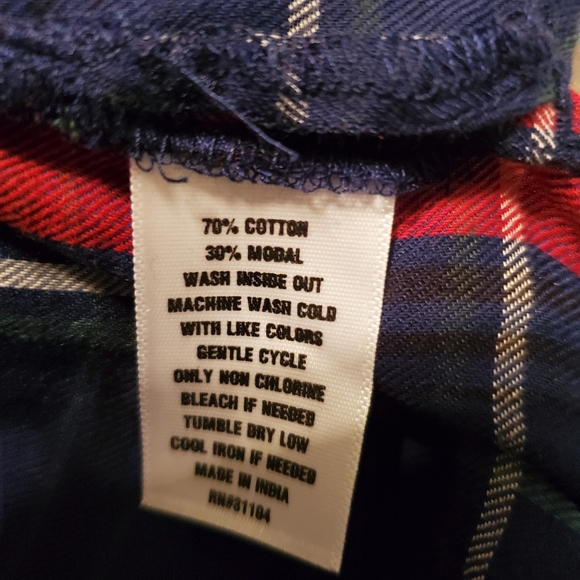 70% COTTON
30% MODAL
WASH INSIDE OUT
MACHINE WASH COLD
WITH LIKE COLORS
GENTLE CYCLE
ONLY NON CHLORINE
BLEACH IF NEEDED
TUMBLE DRY LOW
COOL IRON IF NEEDED
MADE IN INDIA
RN#81104